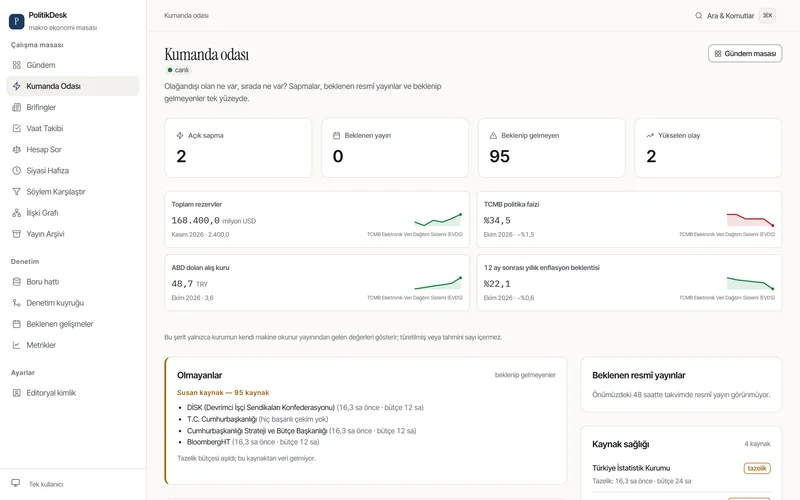 P
PolitikDesk
makro ekonomi masası
Çalışma masası
Gündem
Kumanda Odası
Brifingler
Vaat Takibi
Hesap Sor
Siyasi Hafıza
Söylem Karşılaştır
İlişki Grafı
Yayın Arşivi
Denetim
Boru hattı
Denetim kuyruğu
Beklenen gelişmeler
Metrikler
Ayarlar
Editoryal kimlik
Tek kullanıcı
Kumanda odası
Ara & Komutlar ⌘K
Kumanda odası
canlı
Gündem masası
Olağandışı olan ne var, sırada ne var? Sapmalar, beklenen resmî yayınlar ve beklenip
gelmeyenler tek yüzeyde.
Açık sapma
2
Beklenen yayın
0
Beklenip gelmeyen
95
Yükselen olay
2
Toplam rezervler
168.400,0 milyon USD
Kasım 2026 · 2.400,0
TCMB Elektronik Veri Dağıtım Sistemi (EVDS)
TCMB politika faizi
%34,5
Ekim 2026 · -%1,5
TCMB Elektronik Veri Dağıtım Sistemi (EVDS)
ABD doları alış kuru
48,7 TRY
Ekim 2026 · 3,6
TCMB Elektronik Veri Dağıtım Sistemi (EVDS)
12 ay sonrası yıllık enflasyon beklentisi
%22,1
Ekim 2026 · -%0,6
TCMB Elektronik Veri Dağıtım Sistemi (EVDS)
Bu şerit yalnızca kurumun kendi makine okunur yayınından gelen değerleri gösterir; türetilmiş veya tahmini sayı içermez.
Olmayanlar
beklenip gelmeyenler
Susan kaynak — 95 kaynak
• DİSK (Devrimci İşçi Sendikaları Konfederasyonu) (16,3 sa önce · bütçe 12 sa)
• T.C. Cumhurbaşkanlığı (hiç başarılı çekim yok)
• Cumhurbaşkanlığı Strateji ve Bütçe Başkanlığı (16,3 sa önce · bütçe 12 sa)
• BloombergHT (16,3 sa önce · bütçe 12 sa)
Tazelik bütçesi aşıldı; bu kaynaktan veri gelmiyor.
Beklenen resmî yayınlar
Önümüzdeki 48 saatte takvimde resmî yayın görünmüyor.
Kaynak sağlığı
4 kaynak
Türkiye İstatistik Kurumu
tazelik
Tazelik: 16,3 sa önce · bütçe 24 sa